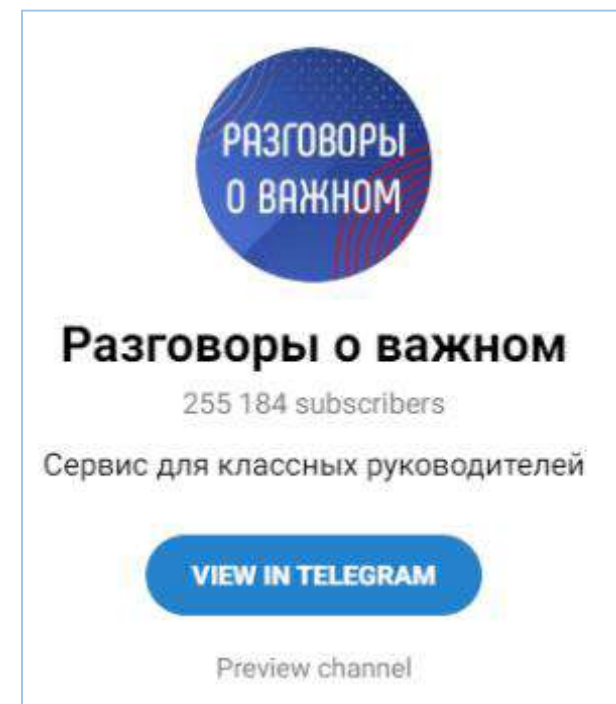 РАЗГОВОРЫ
О ВАЖНОМ
Разговоры о важном
255 184 subscribers
Сервис для классных руководителей
VIEW IN TELEGRAM
Preview channel